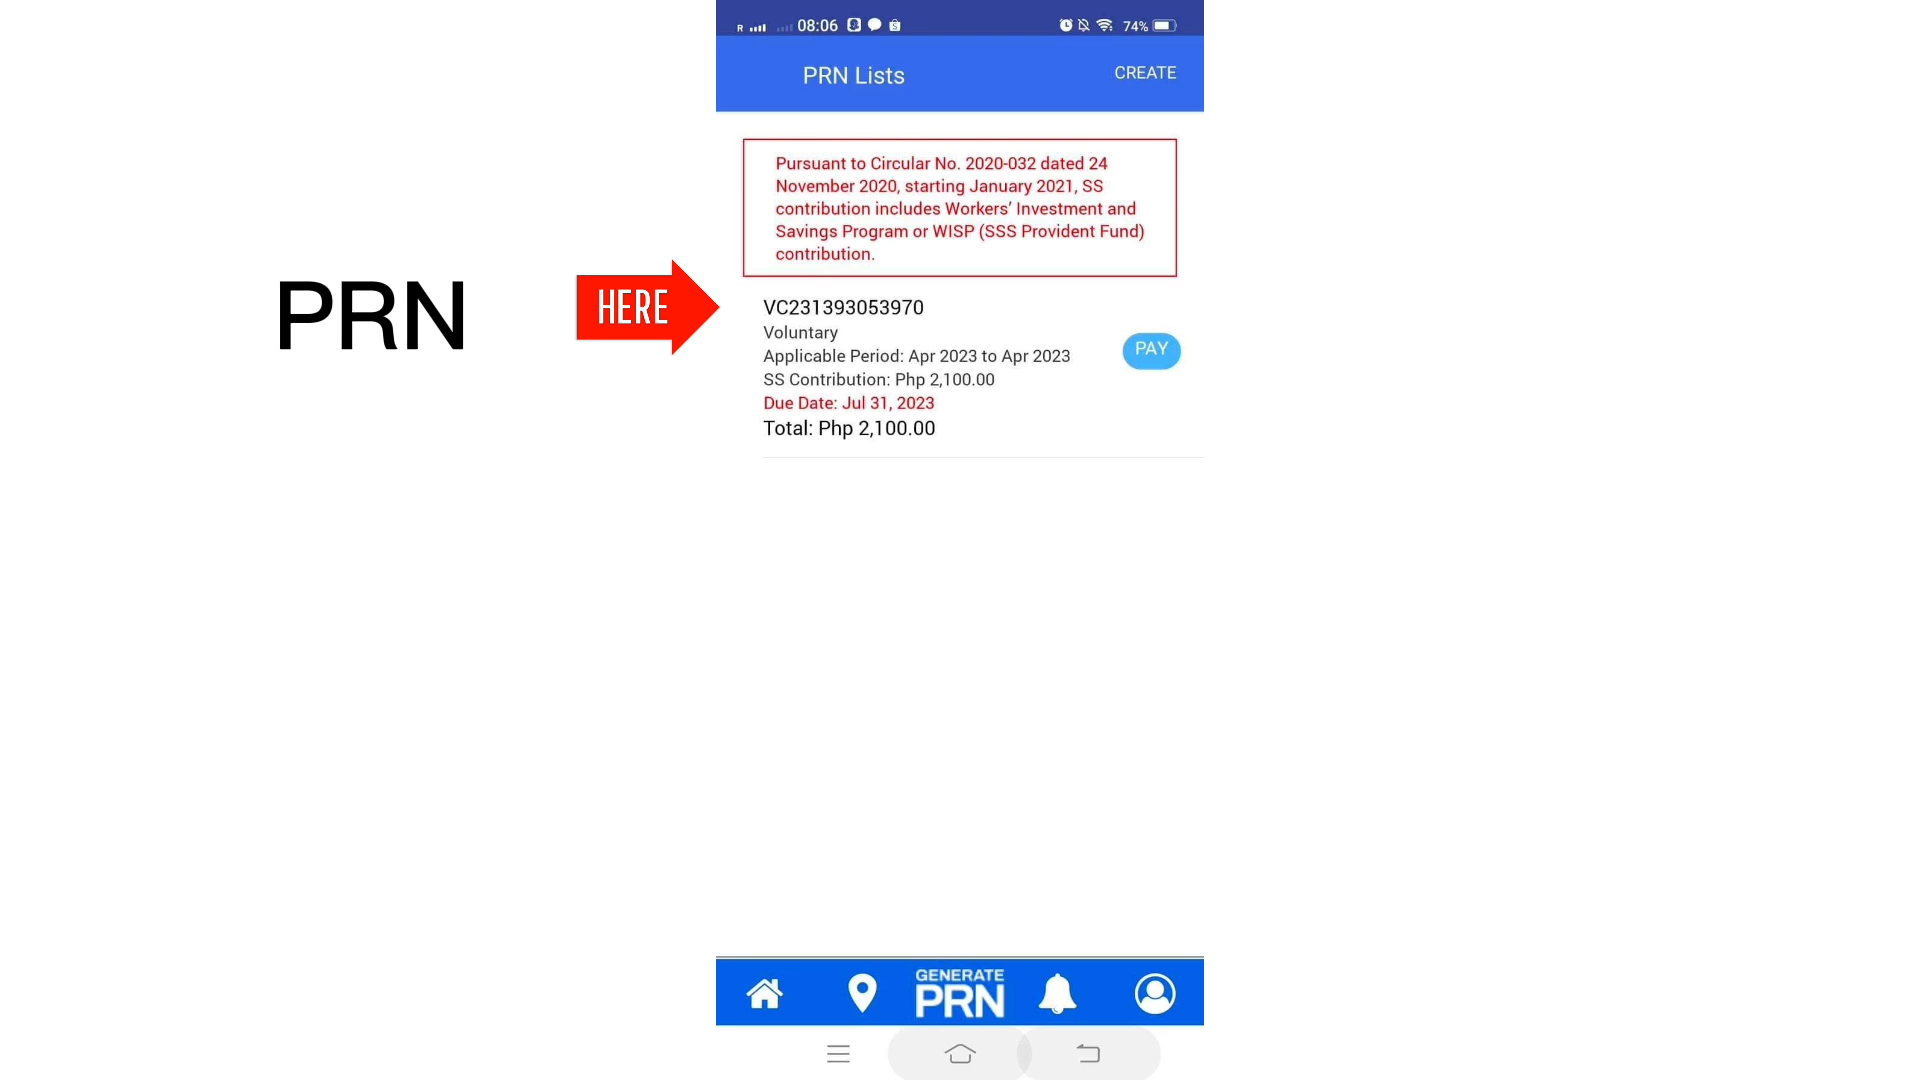 R 08:06 74%
PRN Lists CREATE
Pursuant to Circular No. 2020-032 dated 24
November 2020, starting January 2021, SS
contribution includes Workers' Investment and
Savings Program or WISP (SSS Provident Fund)
contribution.
PRN
HERE
VC231393053970
Voluntary
Applicable Period: Apr 2023 to Apr 2023
PAY
SS Contribution: Php 2,100.00
Due Date: Jul 31, 2023
Total: Php 2,100.00
GENERATE
PRN